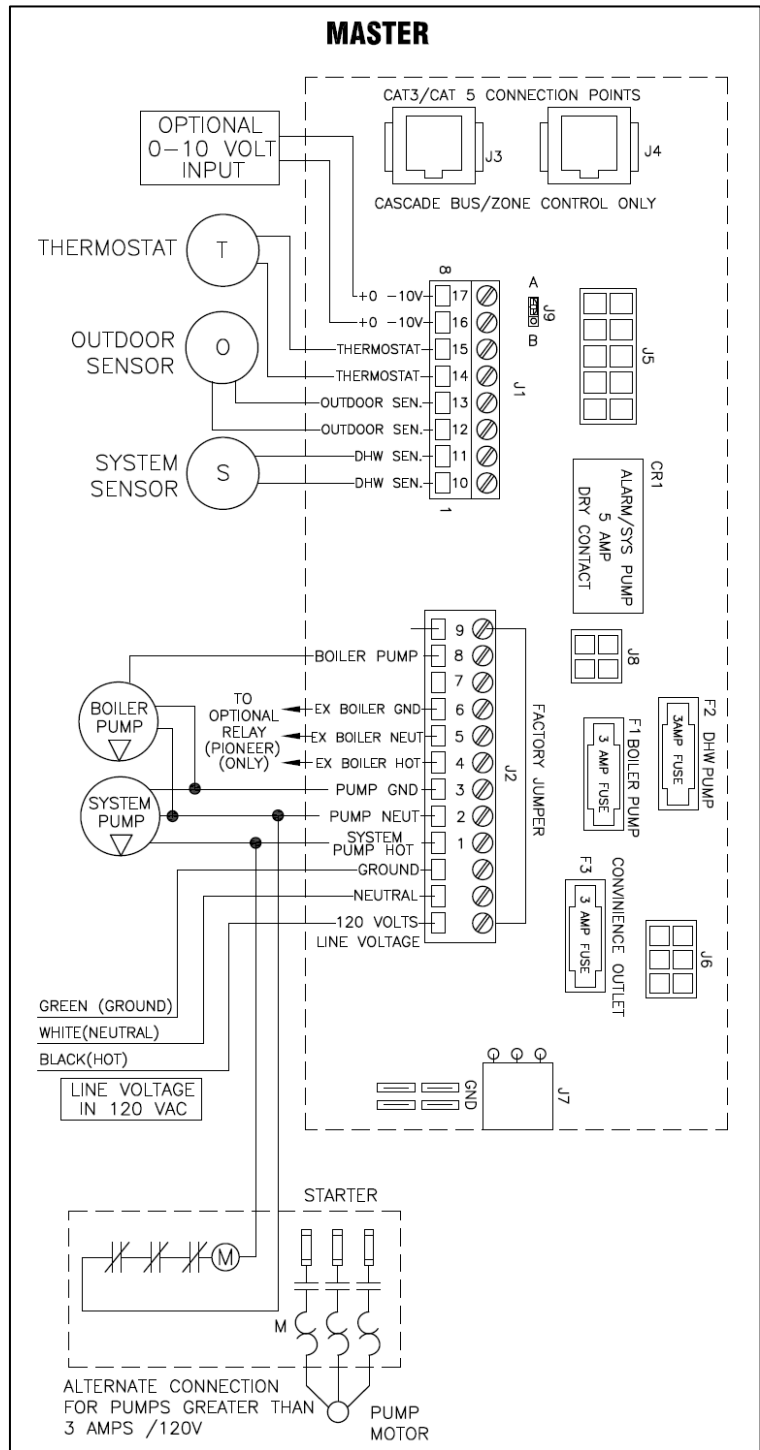 MASTER
CAT3/CAT 5 CONNECTION POINTS
OPTIONAL
0-10 VOLT
INPUT
J3
J4
CASCADE BUS/ZONE CONTROL ONLY
THERMOSTAT
T
OUTDOOR
SENSOR
O
SYSTEM
SENSOR
S
8
+0 -10V 17
+0 -10V 16
THERMOSTAT 15
THERMOSTAT 14
OUTDOOR SEN. 13
OUTDOOR SEN. 12
DHW SEN. 11
DHW SEN. 10
1
J1
A
J9
B
J5
CR1
ALARM/SYS PUMP
5 AMP
DRY CONTACT
J8
9
BOILER PUMP 8
7
EX BOILER GND 6
EX BOILER NEUT 5
EX BOILER HOT 4
PUMP GND 3
PUMP NEUT 2
SYSTEM
PUMP HOT 1
GROUND
NEUTRAL
120 VOLTS
LINE VOLTAGE
J2
FACTORY JUMPER
BOILER
PUMP
TO
OPTIONAL
RELAY
(PIONEER)
(ONLY)
SYSTEM
PUMP
F1 BOILER PUMP
3 AMP FUSE
F2 DHW PUMP
3AMP FUSE
F3
CONVINIENCE OUTLET
3 AMP FUSE
J6
GREEN (GROUND)
WHITE(NEUTRAL)
BLACK(HOT)
LINE VOLTAGE
IN 120 VAC
GND
J7
STARTER
M
M
ALTERNATE CONNECTION
FOR PUMPS GREATER THAN
3 AMPS /120V
PUMP
MOTOR